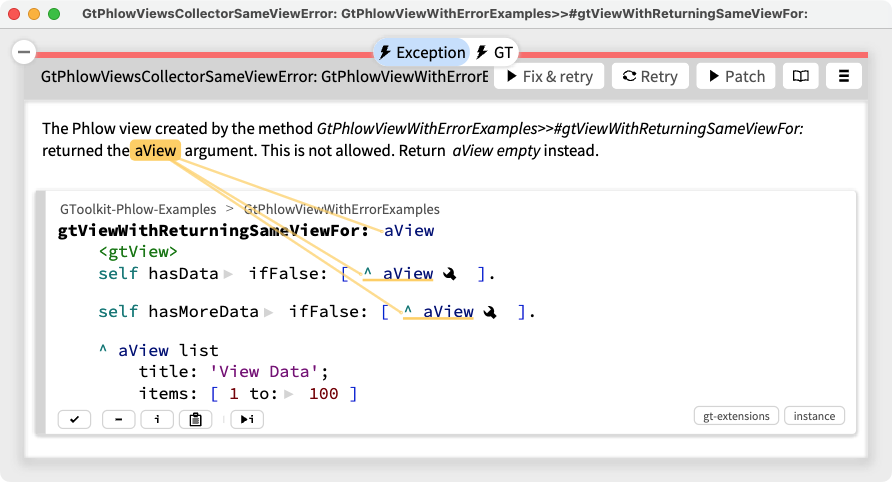 GtPhlowViewsCollectorSameViewError: GtPhlowViewWithErrorExamples>>#gtViewWithReturningSameViewFor:
Exception GT
GtPhlowViewsCollectorSameViewError: GtPhlowViewWithErrorE Fix & retry Retry Patch
The Phlow view created by the method GtPhlowViewWithErrorExamples>>#gtViewWithReturningSameViewFor:
returned the aView argument. This is not allowed. Return aView empty instead.
GToolkit-Phlow-Examples > GtPhlowViewWithErrorExamples
gtViewWithReturningSameViewFor: aView
<gtView>
self hasData ifFalse: [ ^ aView ].
self hasMoreData ifFalse: [ ^ aView ].
^ aView list
title: 'View Data';
items: [ 1 to: 100 ]
i i gt-extensions instance